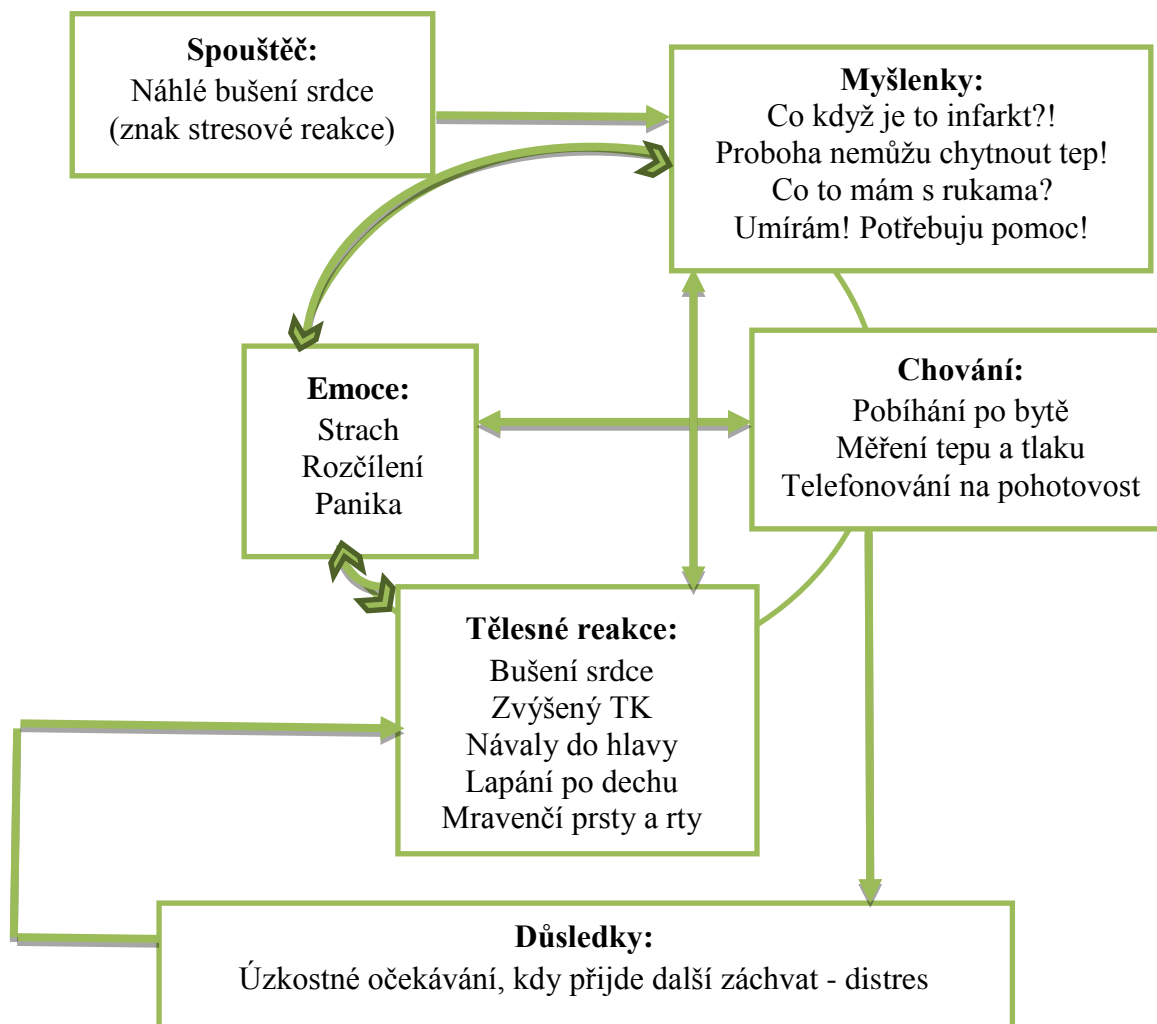 Spouštěč:
Náhlé bušení srdce
(znak stresové reakce)
Myšlenky:
Co když je to infarkt?!
Proboha nemůžu chytnout tep!
Co to mám s rukama?
Umírám! Potřebuju pomoc!
Emoce:
Strach
Rozčílení
Panika
Chování:
Pobíhání po bytě
Měření tepu a tlaku
Telefonování na pohotovost
Tělesné reakce:
Bušení srdce
Zvýšený TK
Návaly do hlavy
Lapání po dechu
Mravenčí prsty a rty
Důsledky:
Úzkostné očekávání, kdy přijde další záchvat - distres